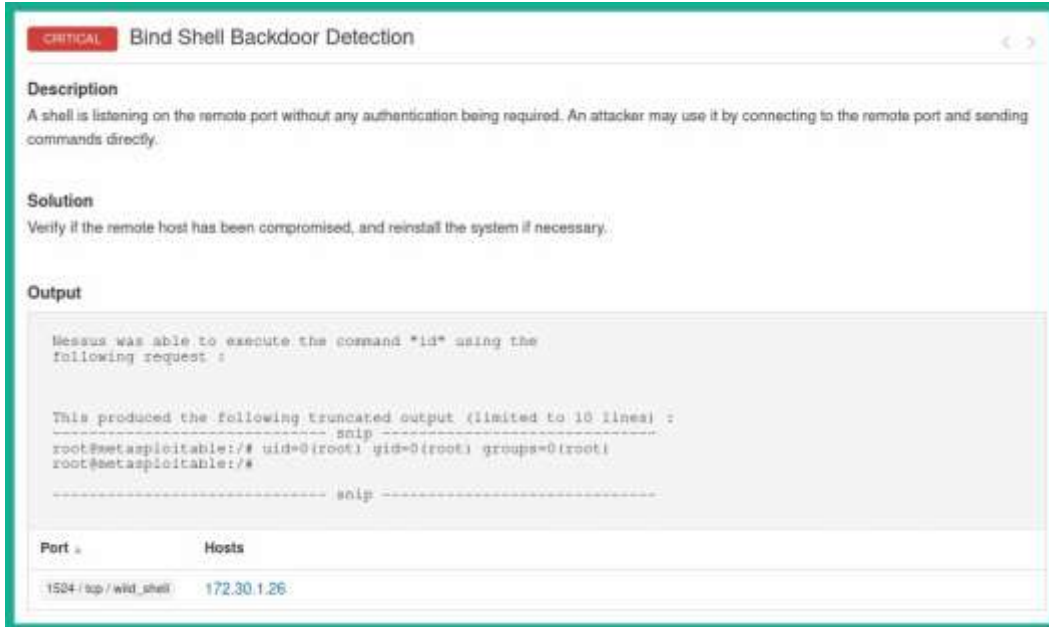 CRITICAL Bind Shell Backdoor Detection
Description
A shell is listening on the remote port without any authentication being required. An attacker may use it by connecting to the remote port and sending
commands directly.
Solution
Verify if the remote host has been compromised, and reinstall the system if necessary.
Output
Nessus was able to execute the command "id" using the
following request :
This produced the following truncated output (limited to 10 lines) :
------------------------------ snip ------------------------------
root@metasploitable:/# uid=0(root) gid=0(root) groups=0(root)
root@metasploitable:/#
------------------------------ snip ------------------------------
Port Hosts
1524 / tcp / wild_shell 172.30.1.26